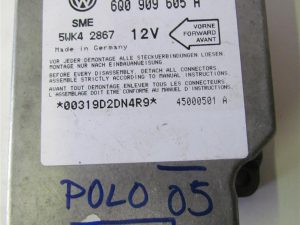 6Q0 909 605 A
SME
5WK4 2867 12V
VORNE
FORWARD
AVANT
Made in Germany
VOR JEDER DEMONTAGE ALLE STECKVERBINDUNGEN LOESEN.
MONTAGE NUR NACH EINBAUANWEISUNG
BEFORE EVERY DISASSEMBLY, DETACH ALL CONNECTORS
ASSEMBLY STRICTLY ACCORDING TO MANUAL INSTRUCTIONS.
AVANT TOUT DEMONTAGE ENLEVER TOUS LES CONNECTEURS
L'ASSEMBLAGE DOIT ETRE CONFORME AU MANUEL D'INSTRUCTIONS
*00319D2DN4R9* 45000501 A
POLO 05